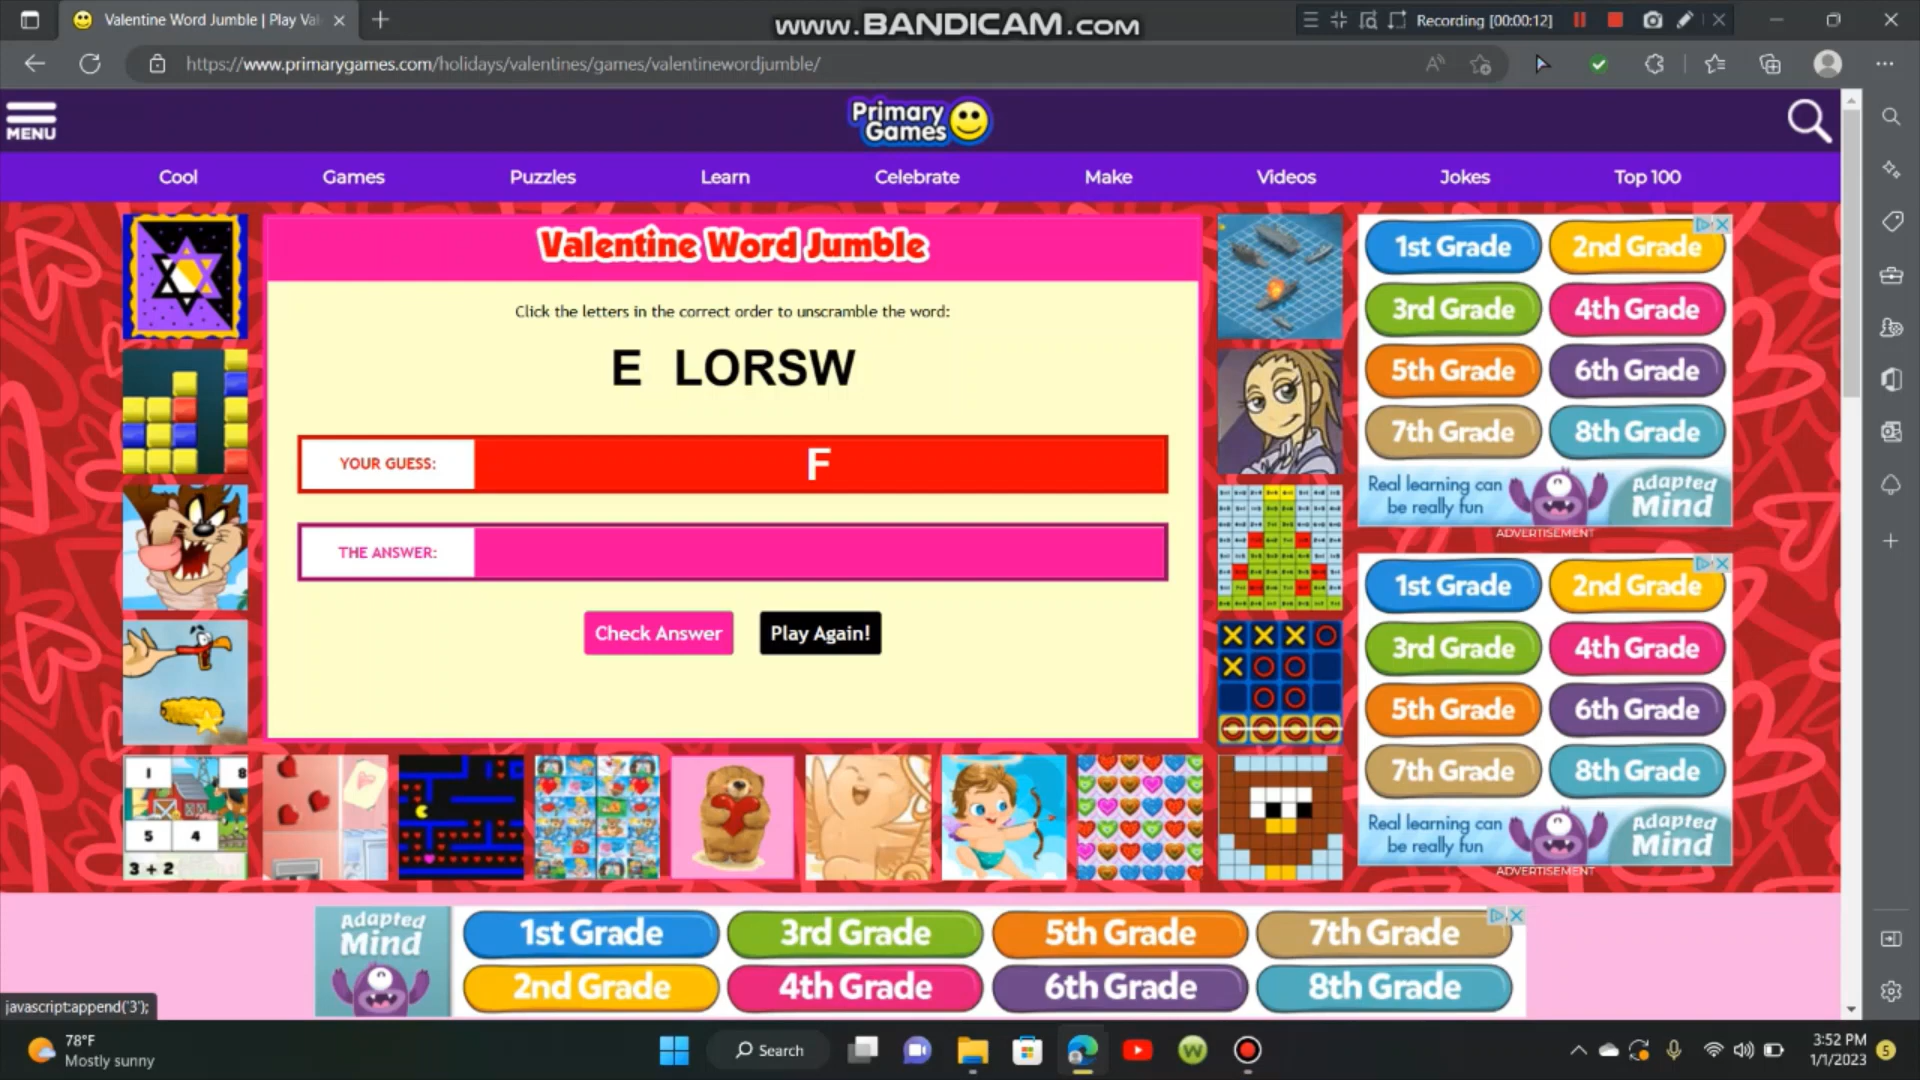 Valentine Word Jumble | Play Val
www.BANDICAM.com
Recording [00:00:12]
https://www.primarygames.com/holidays/valentines/games/valentinewordjumble/
MENU
Primary
Games
Cool
Games
Puzzles
Learn
Celebrate
Make
Videos
Jokes
Top 100
Valentine Word Jumble
Click the letters in the correct order to unscramble the word:
E LORSW
YOUR GUESS:
F
THE ANSWER:
Check Answer
Play Again!
1st Grade
2nd Grade
3rd Grade
4th Grade
5th Grade
6th Grade
7th Grade
8th Grade
Real learning can
be really fun
Adapted
Mind
ADVERTISEMENT
1st Grade
2nd Grade
3rd Grade
4th Grade
5th Grade
6th Grade
7th Grade
8th Grade
Real learning can
be really fun
Adapted
Mind
ADVERTISEMENT
1
8
5
4
3 + 2
Adapted
Mind
1st Grade
3rd Grade
5th Grade
7th Grade
2nd Grade
4th Grade
6th Grade
8th Grade
javascript:append('3');
78°F
Mostly sunny
Search
3:52 PM
1/1/2023
5